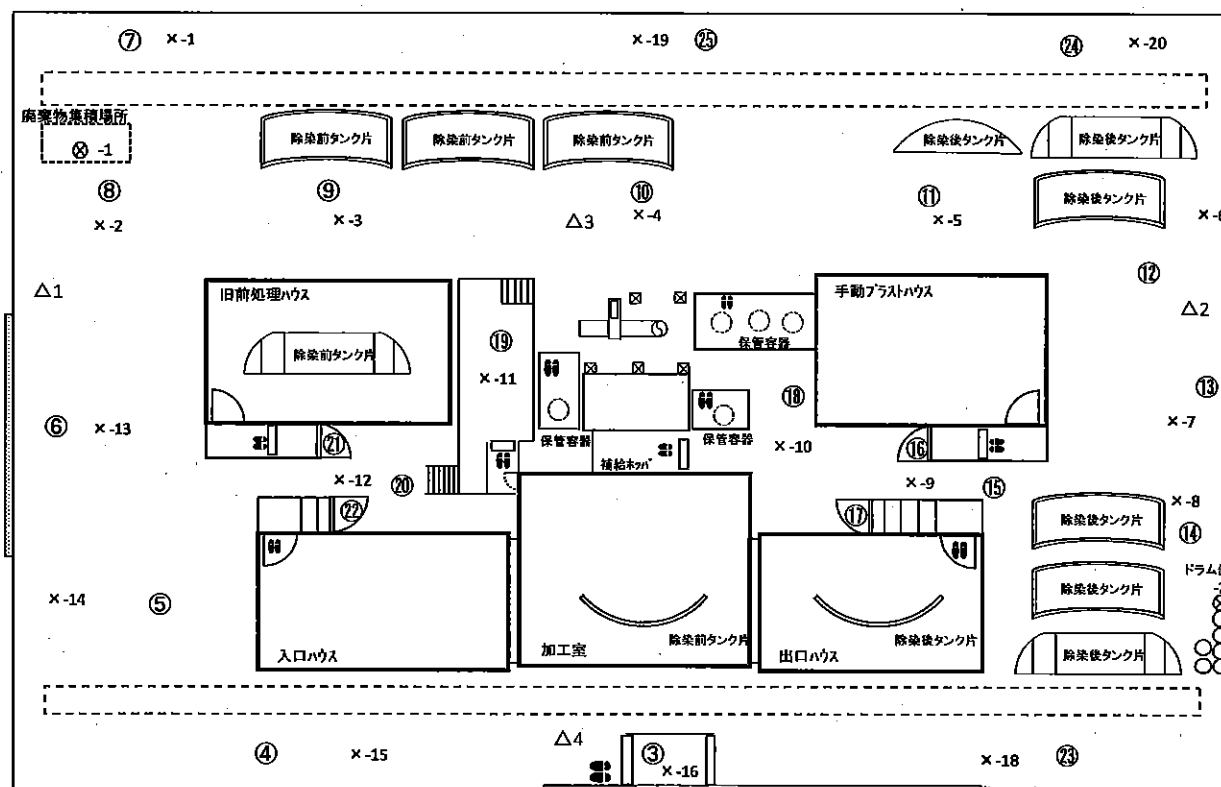 ⑦ ×-1 ×-19 ㉕ ㉔ ×-20
廃棄物集積場所
⊗ -1
除染前タンク片 除染前タンク片 除染前タンク片 除染後タンク片 除染後タンク片
⑧ ⑨ ⑩ ⑪ 除染後タンク片
×-2 ×-3 △3 ×-4 ×-5 ×-6
⑫
△1 旧前処理ハウス 手動ブラストハウス △2
保管容器
除染前タンク片 ⑲
×-11 ⑱ ⑬
⑥ ×-13 ×-7
㉑ 保管容器 保管容器 ×-10 ⑯
補給ホッパ
×-12 ⑳ ×-9 ⑮
㉒ ⑰ 除染後タンク片 ×-8
⑭
ドラム
×-14 ⑤ 除染後タンク片
入口ハウス 加工室 除染前タンク片 出口ハウス 除染後タンク片 除染後タンク片
④ ×-15 △4 ③ ×-16 ×-18 ㉓